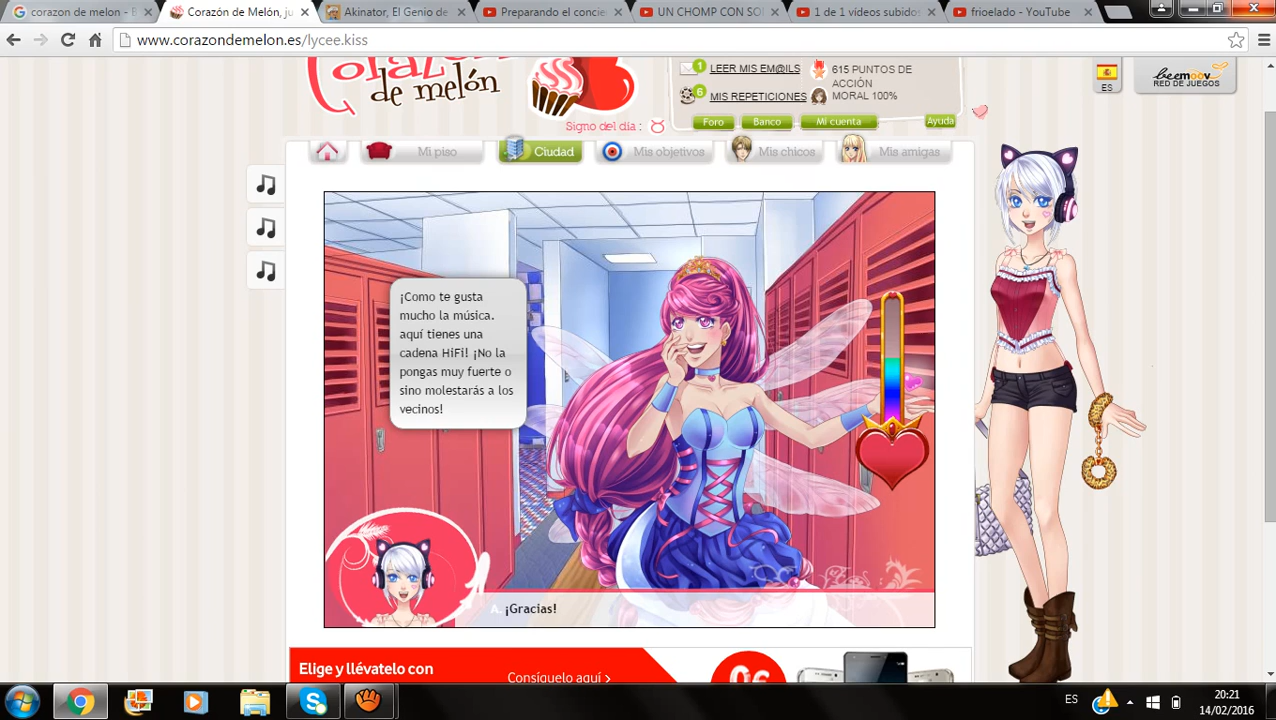 corazon de melon - B
Corazón de Melón, ju
Akinator, El Genio de
Preparando el concie
UN CHOMP CON SO
1 de 1 vídeos subidos
frioelado - YouTube
www.corazondemelon.es/lycee.kiss
Corazón
de melón
Signo del día :
1 LEER MIS EM@ILS
6 MIS REPETICIONES
615 PUNTOS DE
ACCIÓN
MORAL 100%
Foro
Banco
Mi cuenta
Ayuda
ES
beemoov
RED DE JUEGOS
Mi piso
Ciudad
Mis objetivos
Mis chicos
Mis amigas
¡Como te gusta
mucho la música.
aquí tienes una
cadena HiFi! ¡No la
pongas muy fuerte o
sino molestarás a los
vecinos!
A. ¡Gracias!
Elige y llévatelo con
Consíguelo aquí >
ES
20:21
14/02/2016